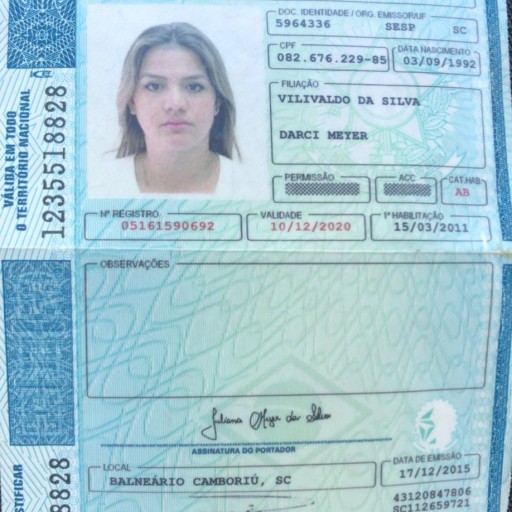 DOC. IDENTIDADE / ORG. EMISSOR/UF
5964336 SESP SC
CPF
082.676.229-85
DATA NASCIMENTO
03/09/1992
FILIAÇÃO
VILIVALDO DA SILVA
DARCI MEYER
PERMISSÃO
ACC
CAT.HAB.
AB
Nº REGISTRO
05161590692
VALIDADE
10/12/2020
1ª HABILITAÇÃO
15/03/2011
VÁLIDA EM TODO
O TERRITÓRIO NACIONAL
1235518828
OBSERVAÇÕES
Juliana Meyer da Silva
ASSINATURA DO PORTADOR
LOCAL
BALNEÁRIO CAMBORIÚ, SC
DATA DE EMISSÃO
17/12/2015
43120847806
SC112659721
STIFICAR
8828